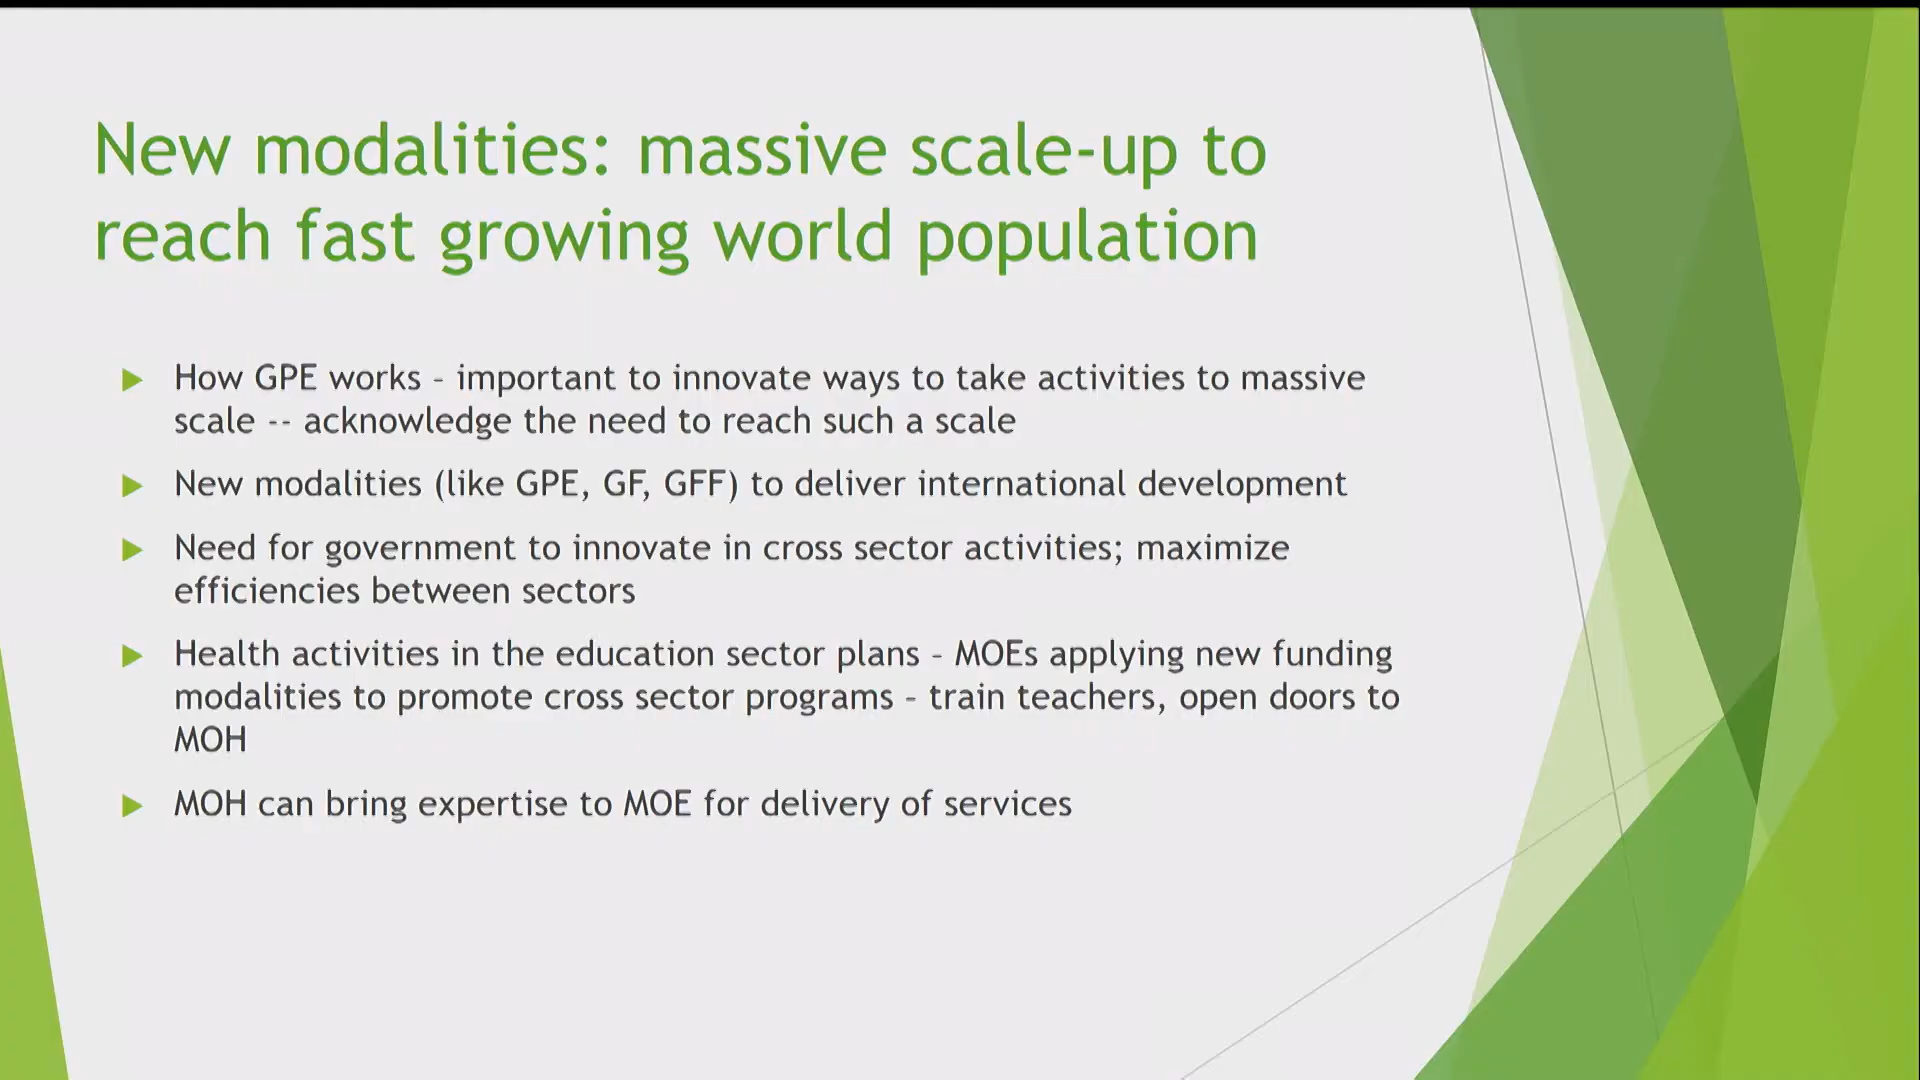 New modalities: massive scale-up to
reach fast growing world population
How GPE works – important to innovate ways to take activities to massive
scale -- acknowledge the need to reach such a scale
New modalities (like GPE, GF, GFF) to deliver international development
Need for government to innovate in cross sector activities; maximize
efficiencies between sectors
Health activities in the education sector plans – MOEs applying new funding
modalities to promote cross sector programs – train teachers, open doors to
MOH
MOH can bring expertise to MOE for delivery of services